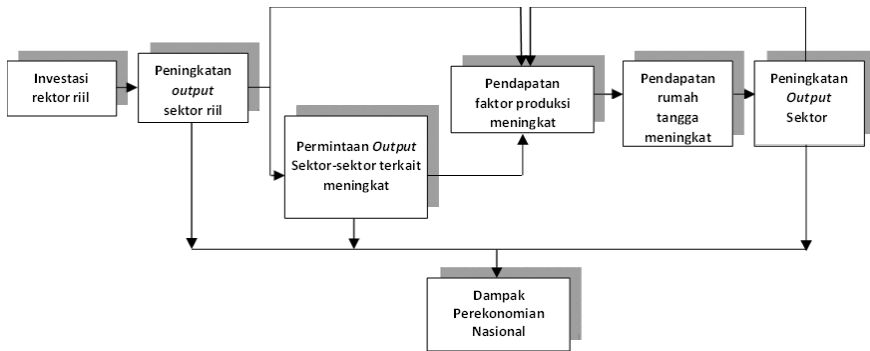 Investasi
rektor riil
Peningkatan
output
sektor riil
Permintaan Output
Sektor-sektor terkait
meningkat
Pendapatan
faktor produksi
meningkat
Pendapatan
rumah
tangga
meningkat
Peningkatan
Output
Sektor
Dampak
Perekonomian
Nasional